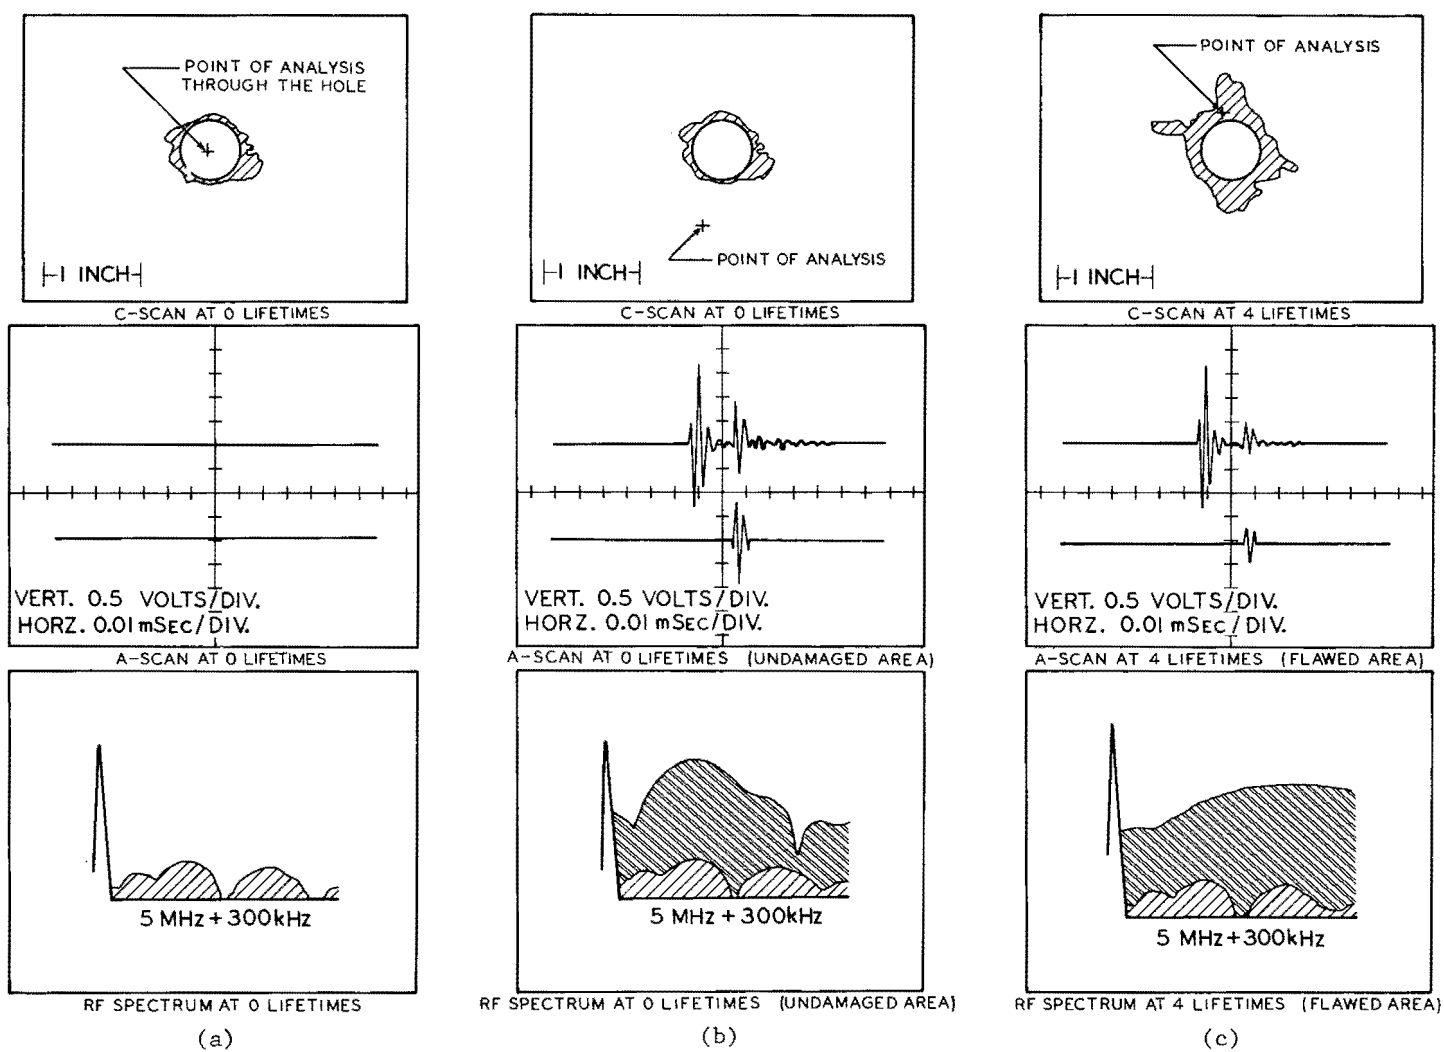 POINT OF ANALYSIS
THROUGH THE HOLE
1 INCH
C-SCAN AT 0 LIFETIMES
POINT OF ANALYSIS
1 INCH
C-SCAN AT 0 LIFETIMES
POINT OF ANALYSIS
1 INCH
C-SCAN AT 4 LIFETIMES
VERT. 0.5 VOLTS/DIV.
HORZ. 0.01 mSEC/DIV.
A-SCAN AT 0 LIFETIMES
VERT. 0.5 VOLTS/DIV.
HORZ. 0.01 mSEC/DIV.
A-SCAN AT 0 LIFETIMES (UNDAMAGED AREA)
VERT. 0.5 VOLTS/DIV.
HORZ. 0.01 mSEC/DIV.
A-SCAN AT 4 LIFETIMES (FLAWED AREA)
5 MHz + 300kHz
RF SPECTRUM AT 0 LIFETIMES
(a)
5 MHz + 300kHz
RF SPECTRUM AT 0 LIFETIMES (UNDAMAGED AREA)
(b)
5 MHz + 300kHz
RF SPECTRUM AT 4 LIFETIMES (FLAWED AREA)
(c)